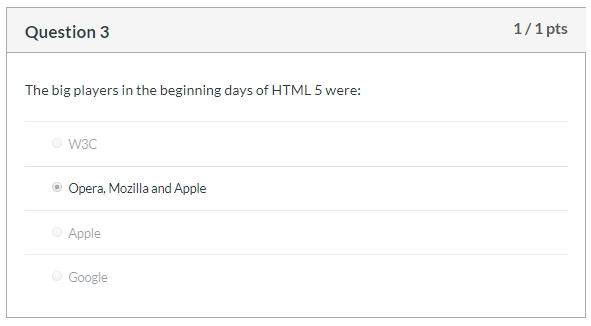 Question 3
1 / 1 pts
The big players in the beginning days of HTML 5 were:
W3C
Opera, Mozilla and Apple
Apple
Google